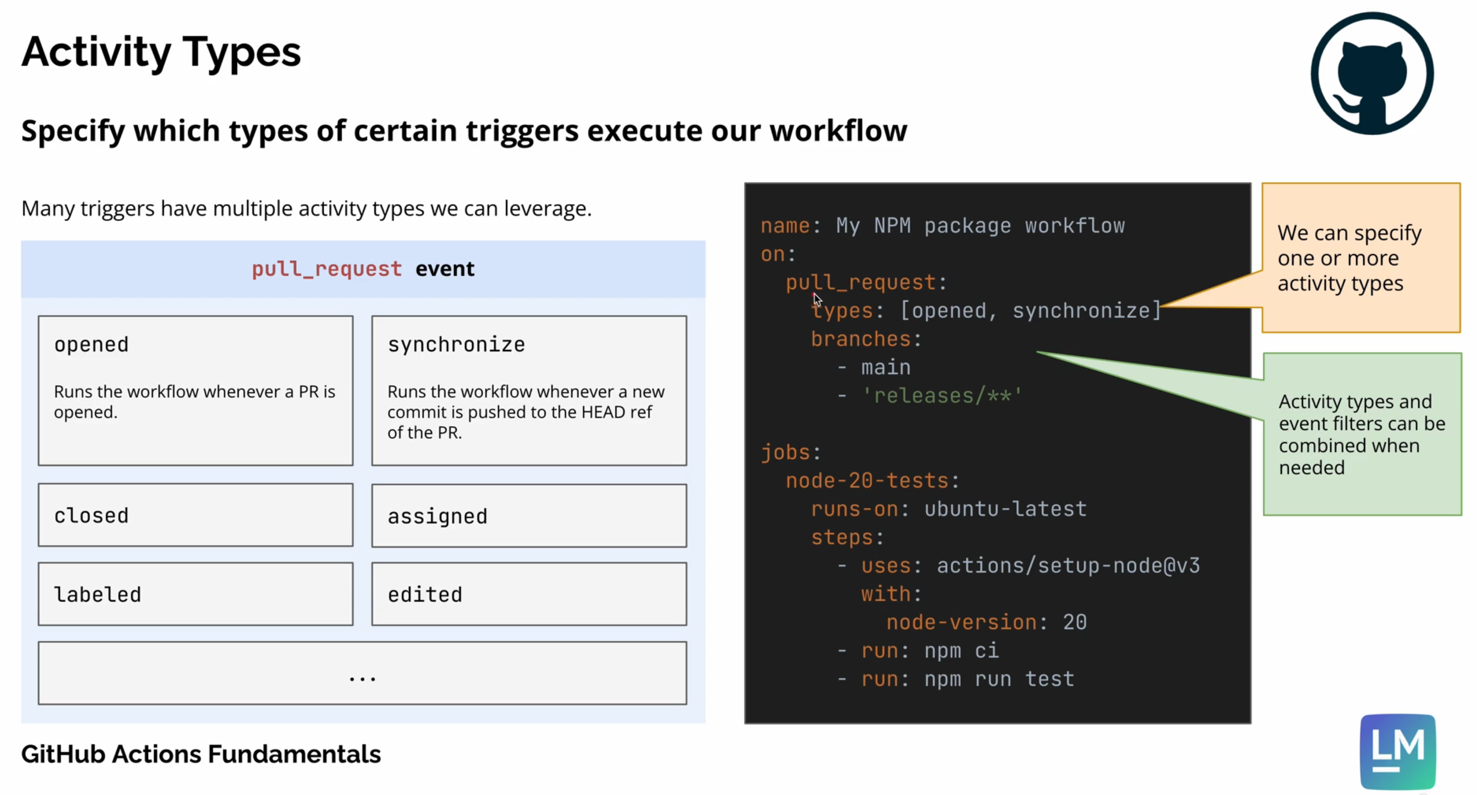 Activity Types
Specify which types of certain triggers execute our workflow
Many triggers have multiple activity types we can leverage.
pull_request event
opened
Runs the workflow whenever a PR is
opened.
synchronize
Runs the workflow whenever a new
commit is pushed to the HEAD ref
of the PR.
closed
assigned
labeled
edited
...
name: My NPM package workflow
on:
  pull_request:
    types: [opened, synchronize]
    branches:
      - main
      - 'releases/**'
jobs:
  node-20-tests:
    runs-on: ubuntu-latest
    steps:
      - uses: actions/setup-node@v3
        with:
          node-version: 20
      - run: npm ci
      - run: npm run test
We can specify
one or more
activity types
Activity types and
event filters can be
combined when
needed
GitHub Actions Fundamentals
LM